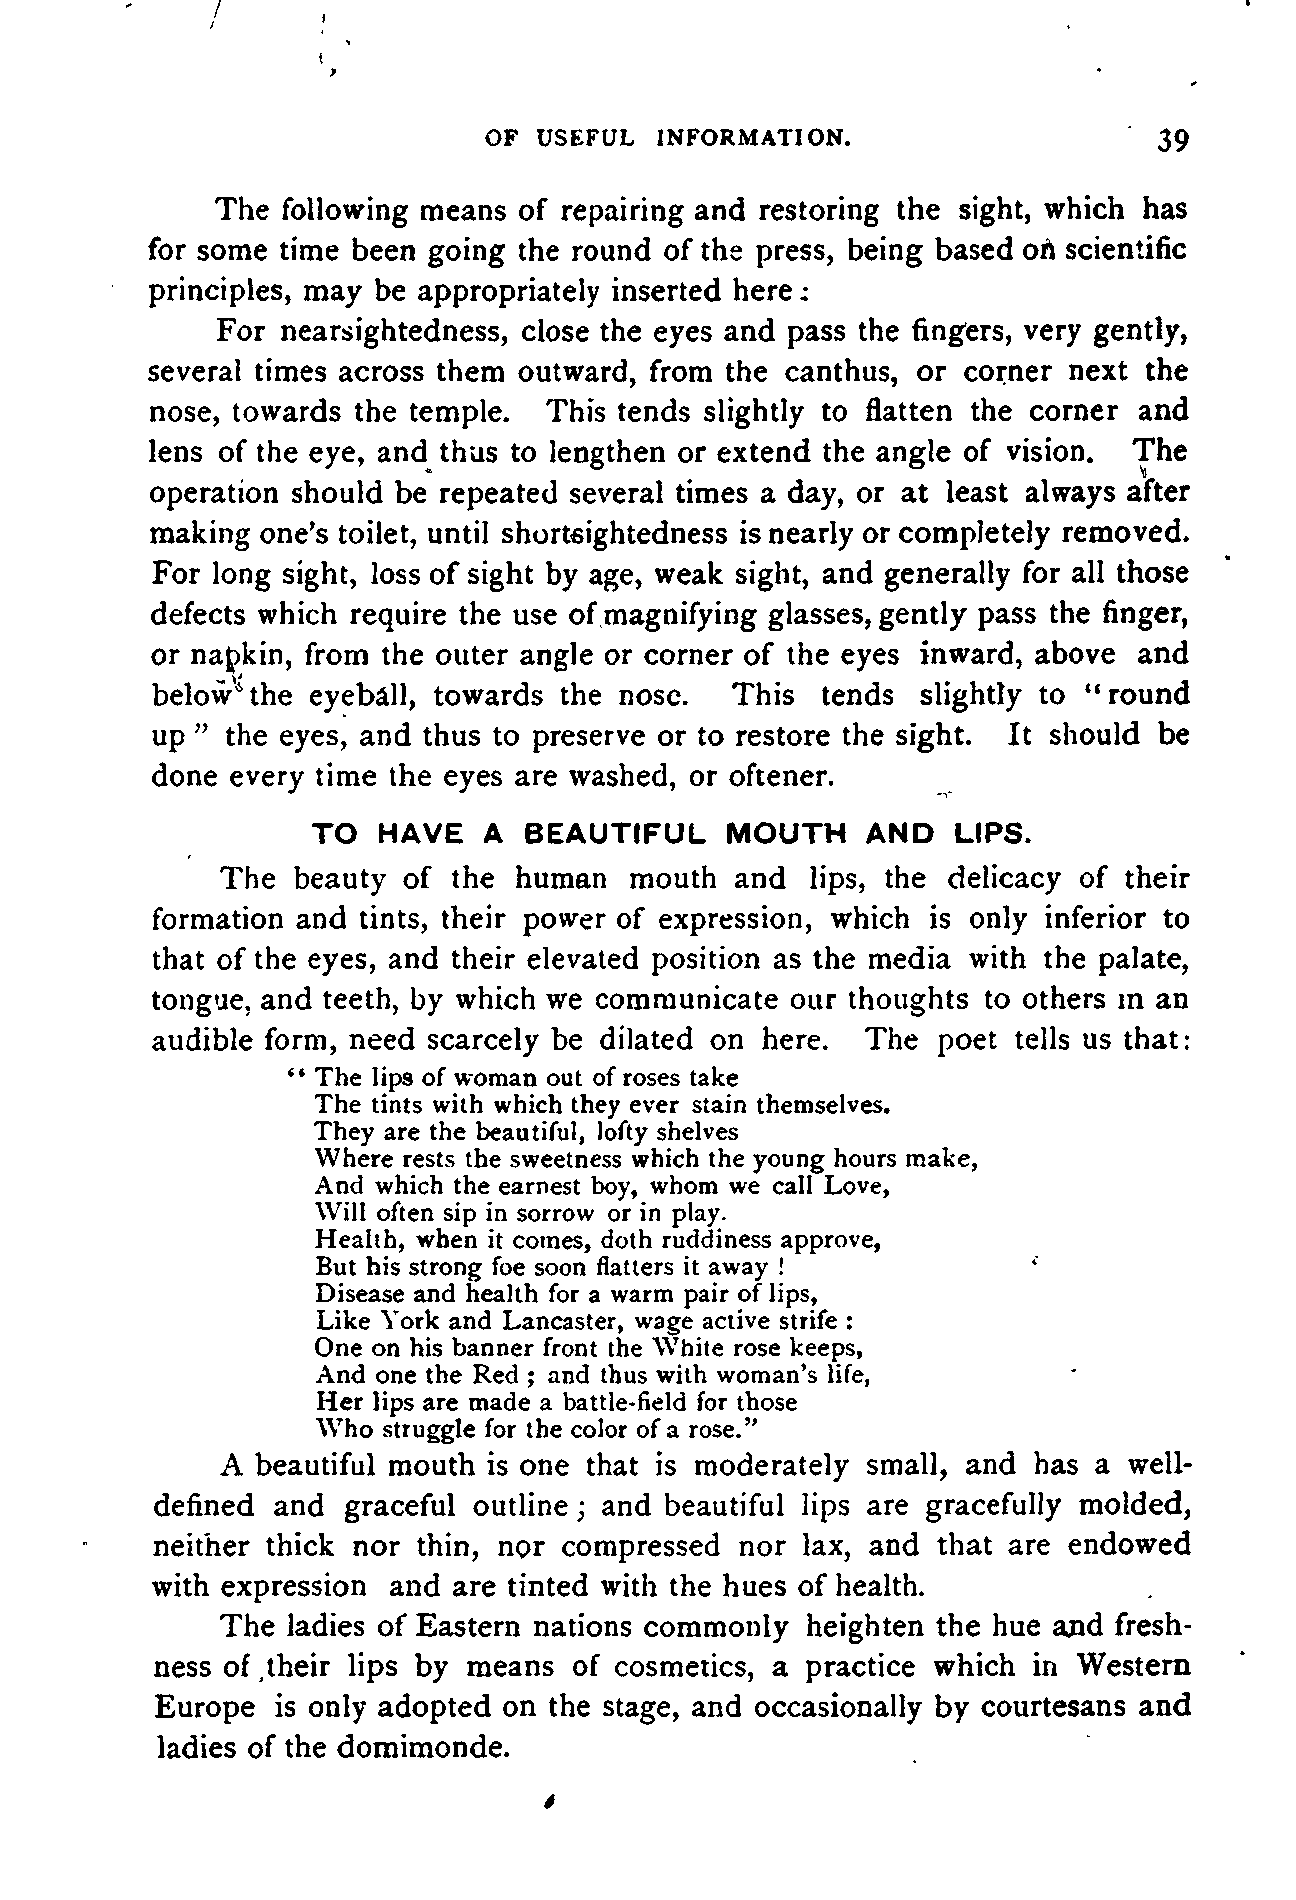 OF USEFUL INFORMATION. 39
The following means of repairing and restoring the sight, which has
for some time been going the round of the press, being based on scientific
principles, may be appropriately inserted here:
For nearsightedness, close the eyes and pass the fingers, very gently,
several times across them outward, from the canthus, or corner next the
nose, towards the temple. This tends slightly to flatten the corner and
lens of the eye, and thus to lengthen or extend the angle of vision. The
operation should be repeated several times a day, or at least always after
making one's toilet, until shortsightedness is nearly or completely removed.
For long sight, loss of sight by age, weak sight, and generally for all those
defects which require the use of magnifying glasses, gently pass the finger,
or napkin, from the outer angle or corner of the eyes inward, above and
below the eyeball, towards the nose. This tends slightly to "round
up" the eyes, and thus to preserve or to restore the sight. It should be
done every time the eyes are washed, or oftener.
TO HAVE A BEAUTIFUL MOUTH AND LIPS.
The beauty of the human mouth and lips, the delicacy of their
formation and tints, their power of expression, which is only inferior to
that of the eyes, and their elevated position as the media with the palate,
tongue, and teeth, by which we communicate our thoughts to others in an
audible form, need scarcely be dilated on here. The poet tells us that:
"The lips of woman out of roses take
The tints with which they ever stain themselves.
They are the beautiful, lofty shelves
Where rests the sweetness which the young hours make,
And which the earnest boy, whom we call Love,
Will often sip in sorrow or in play.
Health, when it comes, doth ruddiness approve,
But his strong foe soon flatters it away!
Disease and health for a warm pair of lips,
Like York and Lancaster, wage active strife:
One on his banner front the White rose keeps,
And one the Red; and thus with woman's life,
Her lips are made a battle-field for those
Who struggle for the color of a rose."
A beautiful mouth is one that is moderately small, and has a well-
defined and graceful outline; and beautiful lips are gracefully molded,
neither thick nor thin, nor compressed nor lax, and that are endowed
with expression and are tinted with the hues of health.
The ladies of Eastern nations commonly heighten the hue and fresh-
ness of their lips by means of cosmetics, a practice which in Western
Europe is only adopted on the stage, and occasionally by courtesans and
ladies of the domimonde.